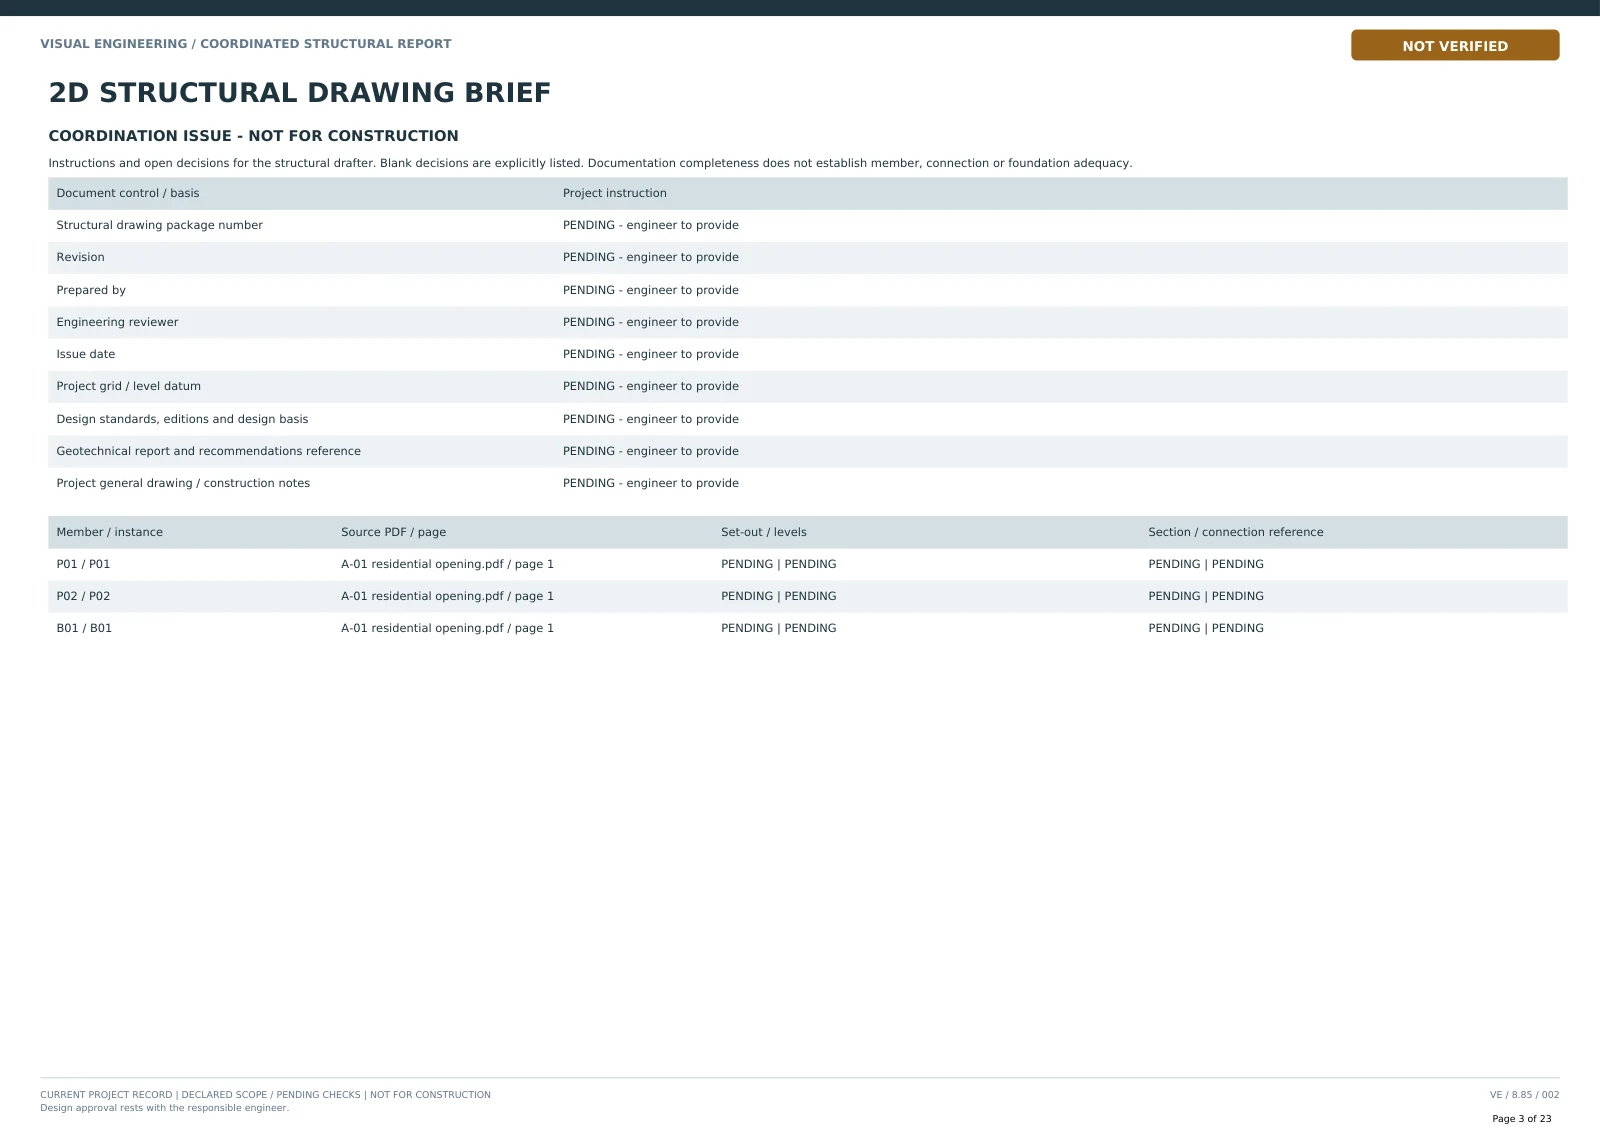 VISUAL ENGINEERING / COORDINATED STRUCTURAL REPORT
NOT VERIFIED
2D STRUCTURAL DRAWING BRIEF
COORDINATION ISSUE - NOT FOR CONSTRUCTION
Instructions and open decisions for the structural drafter. Blank decisions are explicitly listed. Documentation completeness does not establish member, connection or foundation adequacy.
Document control / basis Project instruction
Structural drawing package number PENDING - engineer to provide
Revision PENDING - engineer to provide
Prepared by PENDING - engineer to provide
Engineering reviewer PENDING - engineer to provide
Issue date PENDING - engineer to provide
Project grid / level datum PENDING - engineer to provide
Design standards, editions and design basis PENDING - engineer to provide
Geotechnical report and recommendations reference PENDING - engineer to provide
Project general drawing / construction notes PENDING - engineer to provide
Member / instance Source PDF / page Set-out / levels Section / connection reference
P01 / P01 A-01 residential opening.pdf / page 1 PENDING | PENDING PENDING | PENDING
P02 / P02 A-01 residential opening.pdf / page 1 PENDING | PENDING PENDING | PENDING
B01 / B01 A-01 residential opening.pdf / page 1 PENDING | PENDING PENDING | PENDING
CURRENT PROJECT RECORD | DECLARED SCOPE / PENDING CHECKS | NOT FOR CONSTRUCTION
Design approval rests with the responsible engineer.
VE / 8.85 / 002
Page 3 of 23